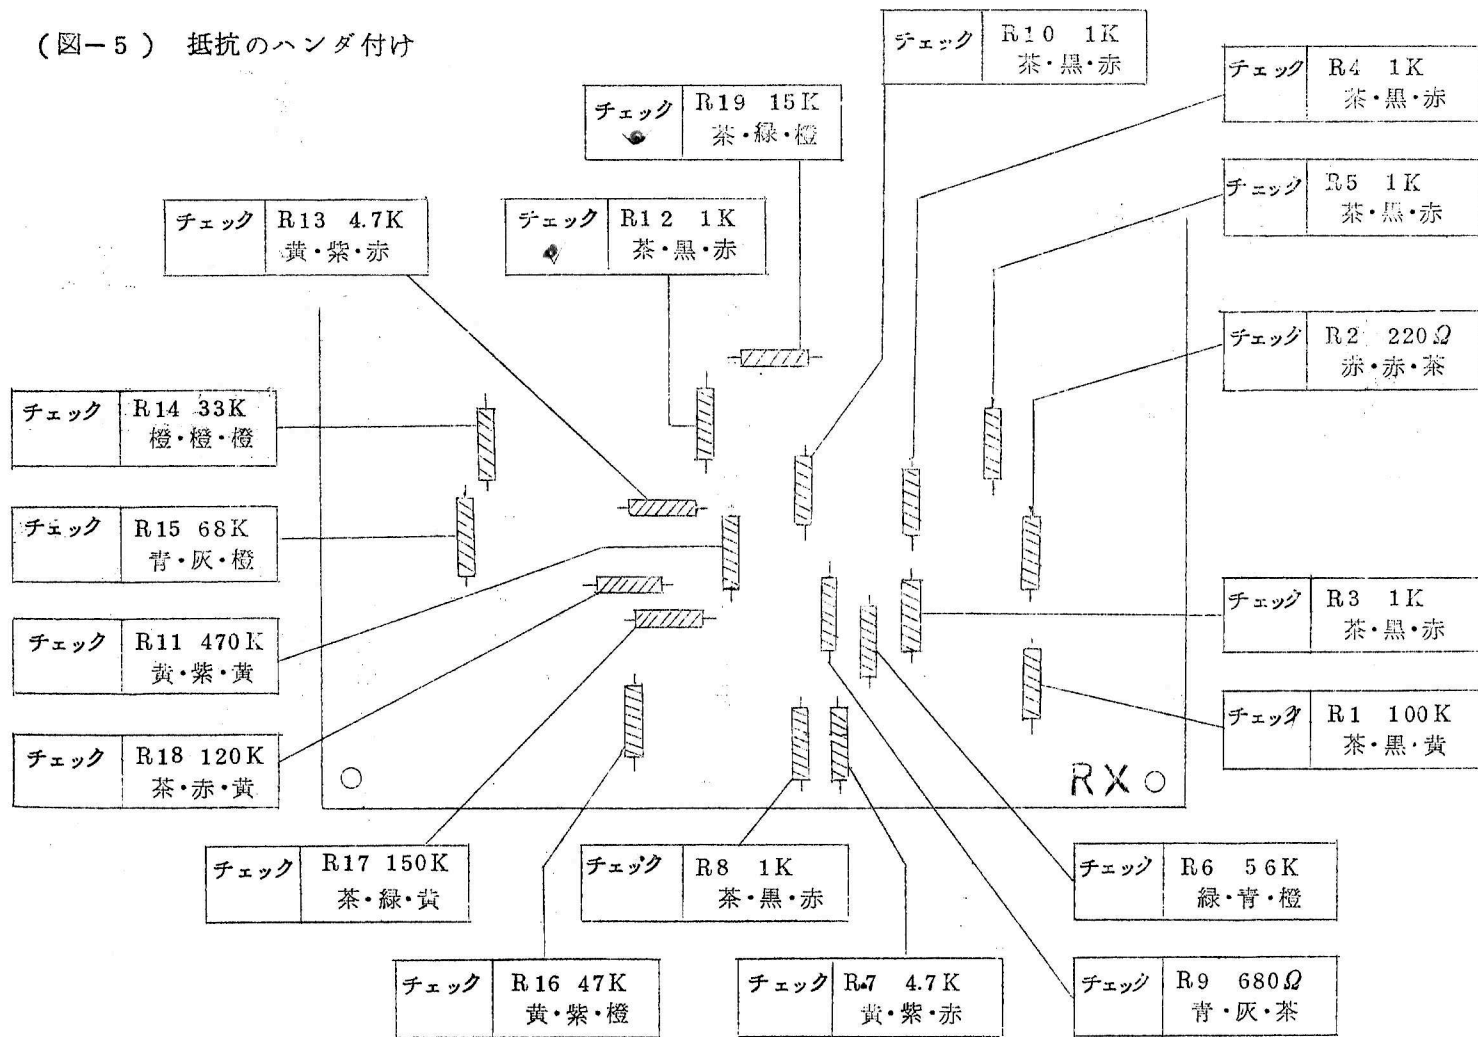 (図-5) 抵抗のハンダ付け
チェック R10 1K
茶・黒・赤
チェック R4 1K
茶・黒・赤
チェック R19 15K
茶・緑・橙
チェック R5 1K
茶・黒・赤
チェック R13 4.7K
黄・紫・赤
チェック R12 1K
茶・黒・赤
チェック R2 220Ω
赤・赤・茶
チェック R14 33K
橙・橙・橙
チェック R15 68K
青・灰・橙
チェック R3 1K
茶・黒・赤
チェック R11 470K
黄・紫・黄
チェック R1 100K
茶・黒・黄
チェック R18 120K
茶・赤・黄
RX
チェック R17 150K
茶・緑・黄
チェック R8 1K
茶・黒・赤
チェック R6 56K
緑・青・橙
チェック R16 47K
黄・紫・橙
チェック R7 4.7K
黄・紫・赤
チェック R9 680Ω
青・灰・茶